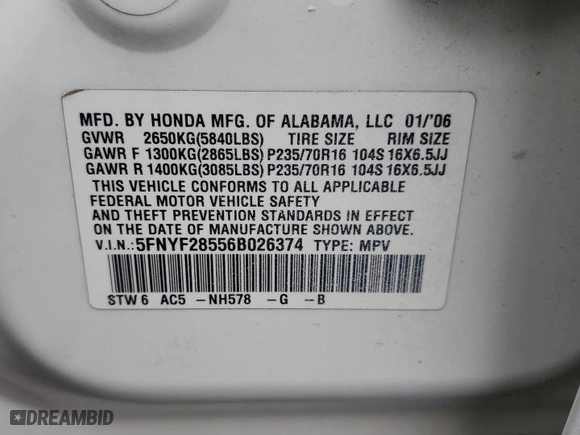 MFD. BY HONDA MFG. OF ALABAMA, LLC 01/'06
GVWR 2650KG(5840LBS) TIRE SIZE RIM SIZE
GAWR F 1300KG(2865LBS) P235/70R16 104S 16X6.5JJ
GAWR R 1400KG(3085LBS) P235/70R16 104S 16X6.5JJ
THIS VEHICLE CONFORMS TO ALL APPLICABLE
FEDERAL MOTOR VEHICLE SAFETY
AND THEFT PREVENTION STANDARDS IN EFFECT
ON THE DATE OF MANUFACTURE SHOWN ABOVE.
V.I.N.: 5FNYF28556B026374 TYPE: MPV
STW6 AC5 -NH578 -G -B
DREAMBID